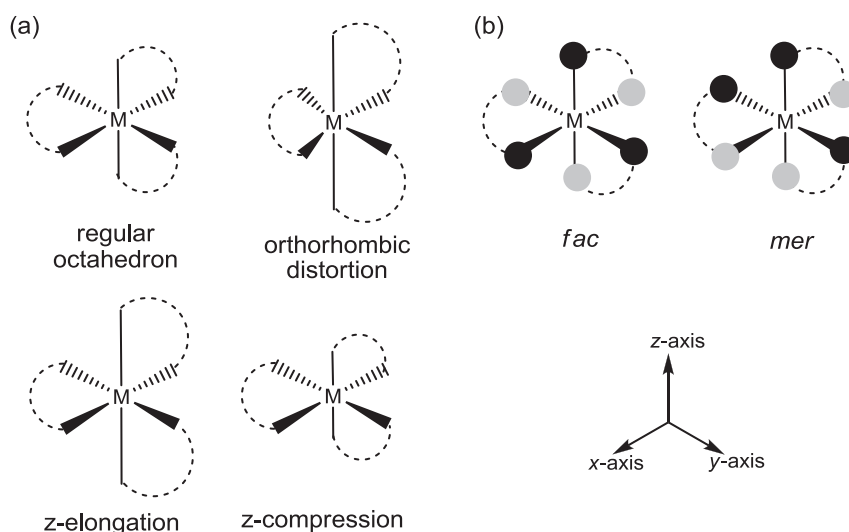 (a)
(b)
M
M
M
M
regular
octahedron
orthorhombic
distortion
fac
mer
M
M
z-elongation
z-compression
z-axis
x-axis
y-axis